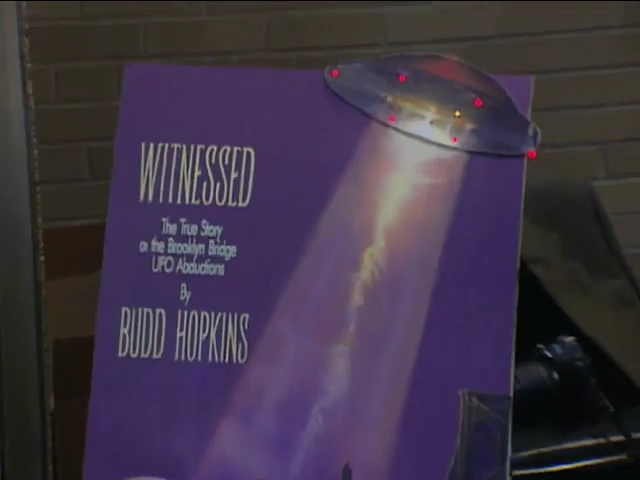 WITNESSED
The True Story
of the Brooklyn Bridge
UFO Abductions
By
BUDD HOPKINS